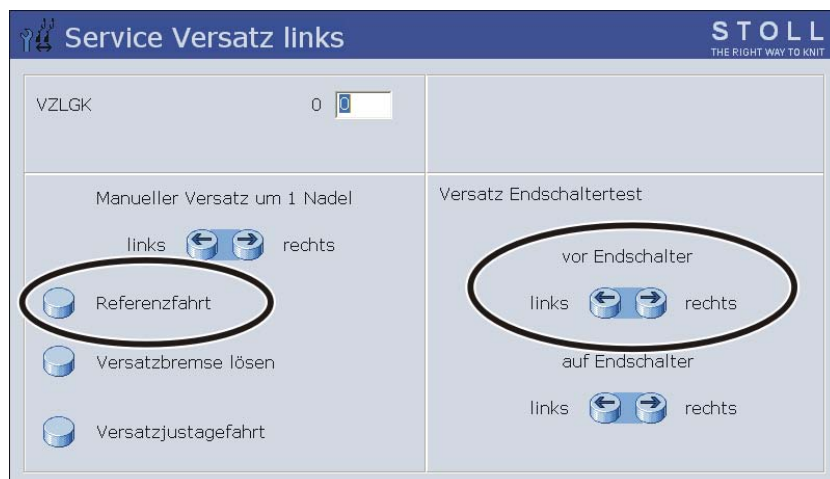 Service Versatz links
STOLL
THE RIGHT WAY TO KNIT
VZLGK 0 0
Manueller Versatz um 1 Nadel
links rechts
Referenzfahrt
Versatzbremse lösen
Versatzjustagefahrt
Versatz Endschaltertest
vor Endschalter
links rechts
auf Endschalter
links rechts